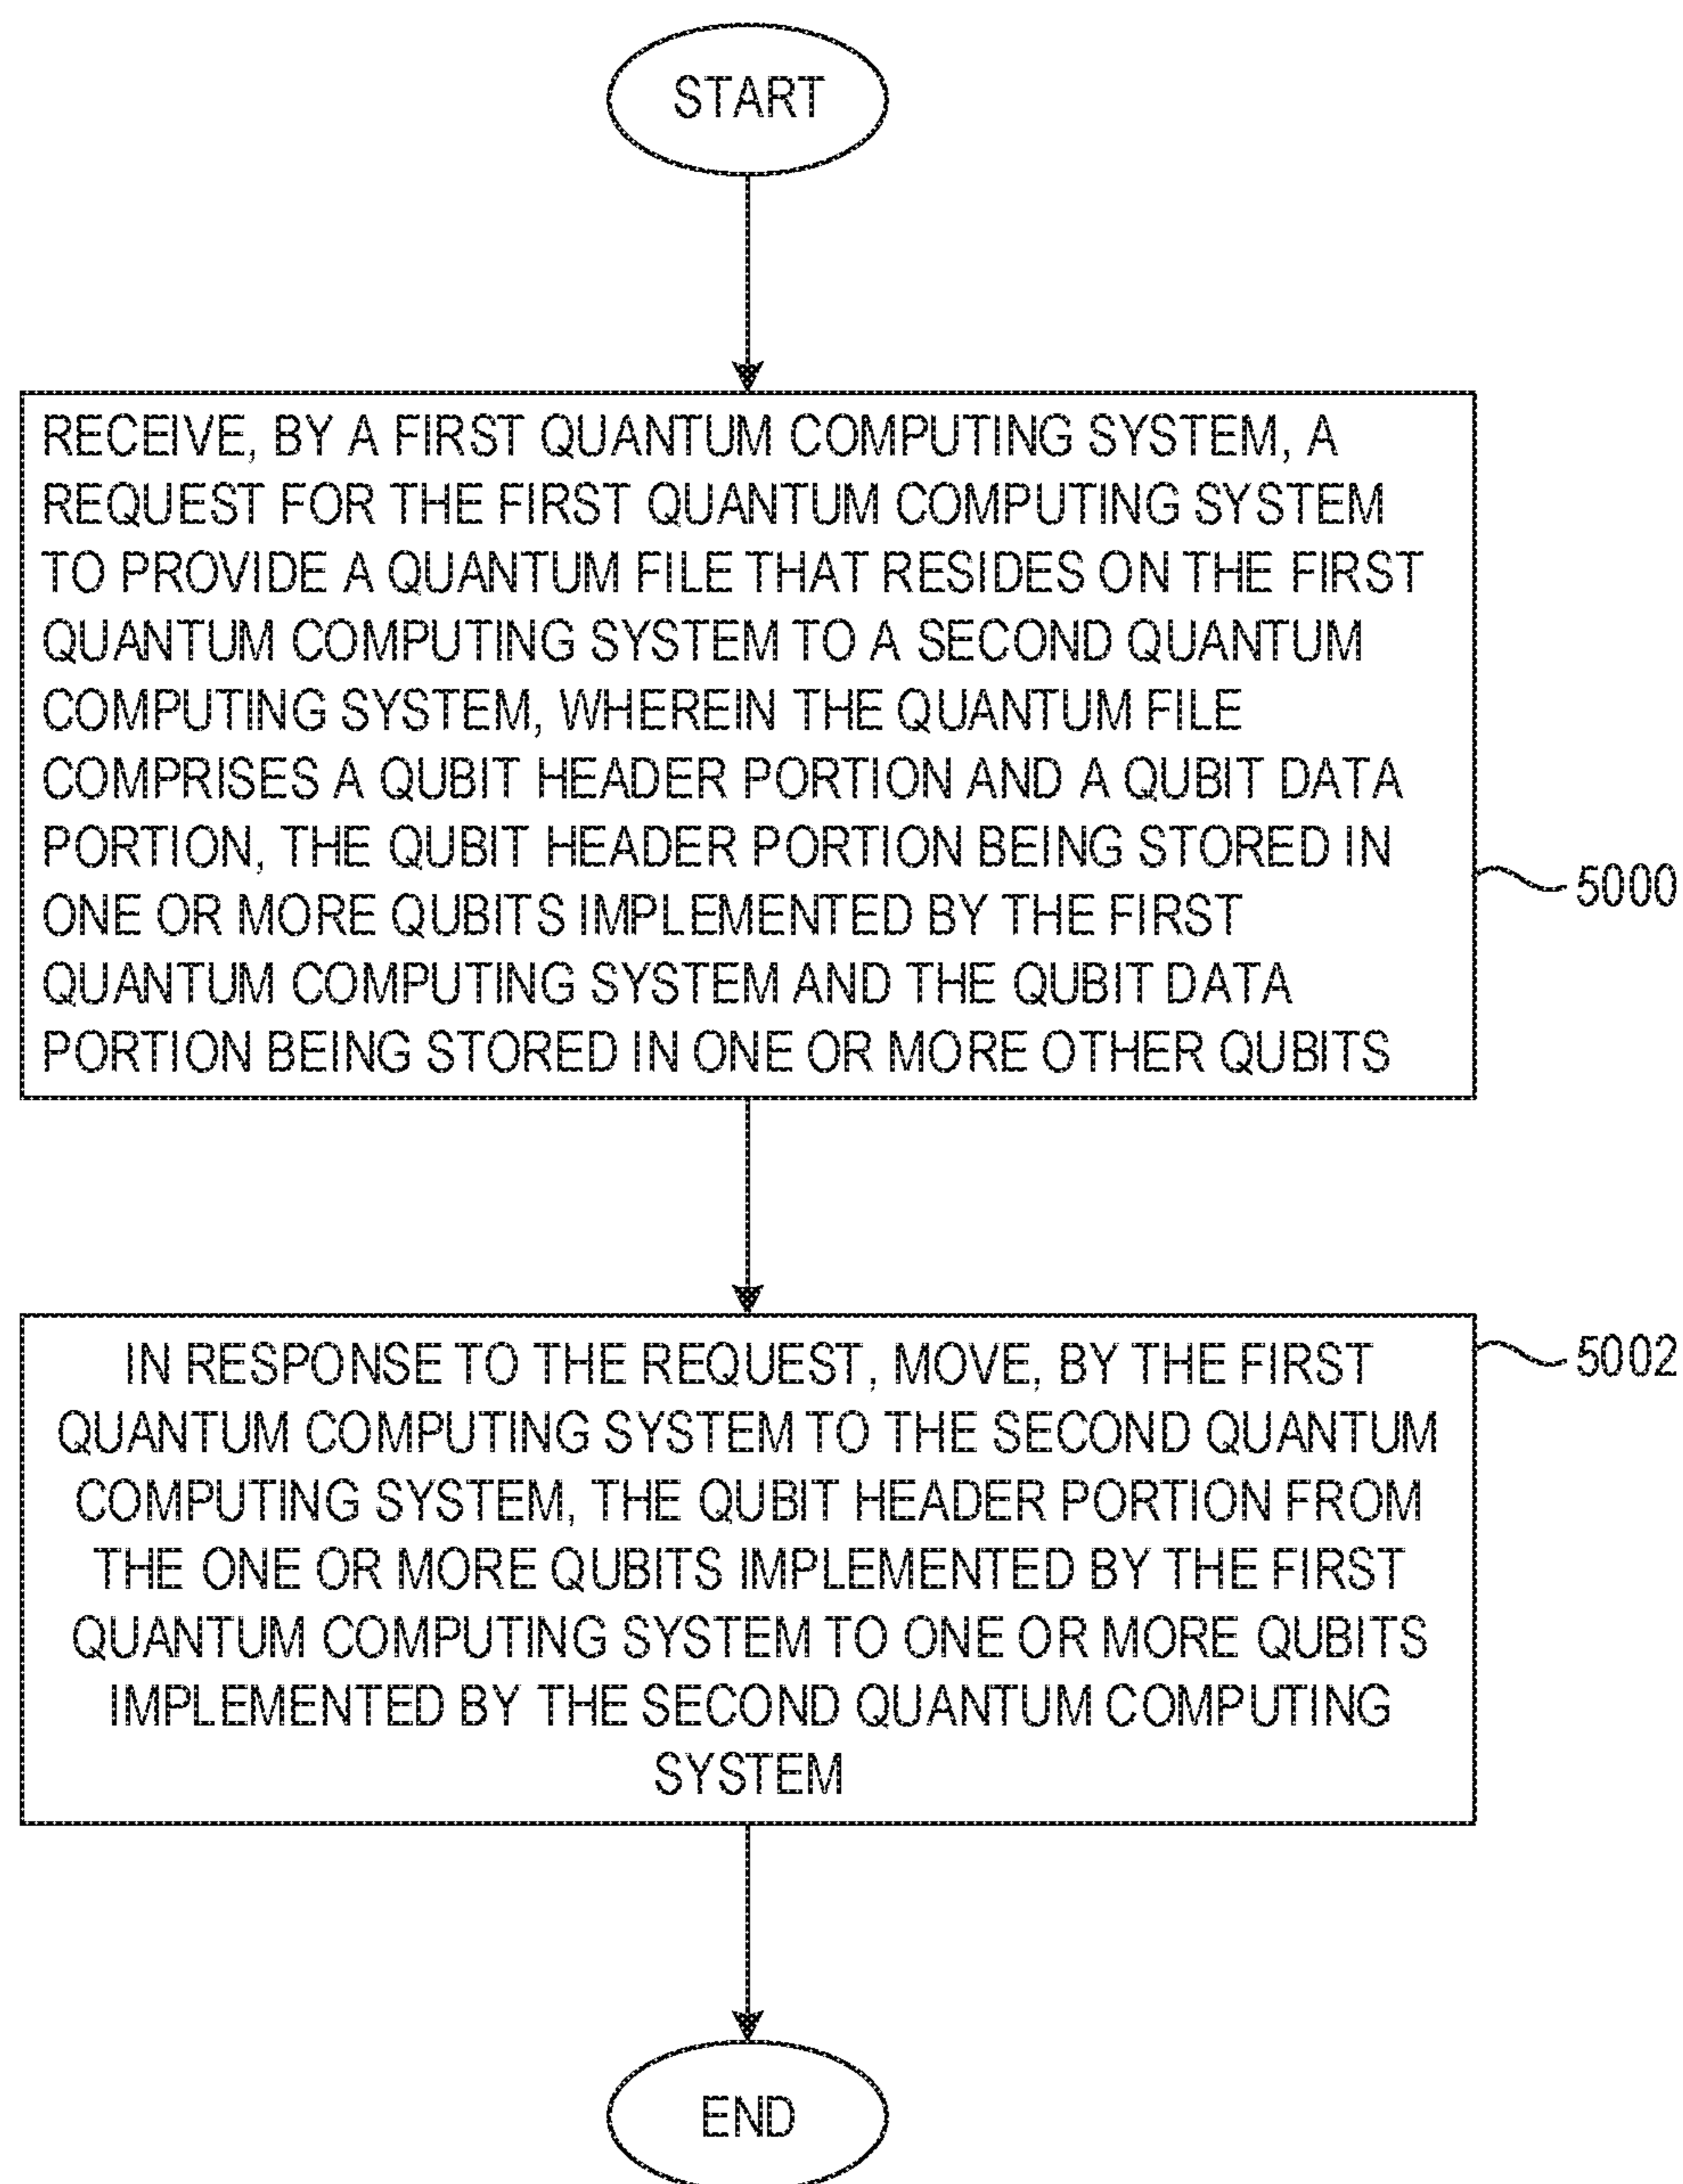 START
RECEIVE, BY A FIRST QUANTUM COMPUTING SYSTEM, A
REQUEST FOR THE FIRST QUANTUM COMPUTING SYSTEM
TO PROVIDE A QUANTUM FILE THAT RESIDES ON THE FIRST
QUANTUM COMPUTING SYSTEM TO A SECOND QUANTUM
COMPUTING SYSTEM, WHEREIN THE QUANTUM FILE
COMPRISES A QUBIT HEADER PORTION AND A QUBIT DATA
PORTION, THE QUBIT HEADER PORTION BEING STORED IN
ONE OR MORE QUBITS IMPLEMENTED BY THE FIRST
QUANTUM COMPUTING SYSTEM AND THE QUBIT DATA
PORTION BEING STORED IN ONE OR MORE OTHER QUBITS
5000
IN RESPONSE TO THE REQUEST, MOVE, BY THE FIRST
QUANTUM COMPUTING SYSTEM TO THE SECOND QUANTUM
COMPUTING SYSTEM, THE QUBIT HEADER PORTION FROM
THE ONE OR MORE QUBITS IMPLEMENTED BY THE FIRST
QUANTUM COMPUTING SYSTEM TO ONE OR MORE QUBITS
IMPLEMENTED BY THE SECOND QUANTUM COMPUTING
SYSTEM
5002
END